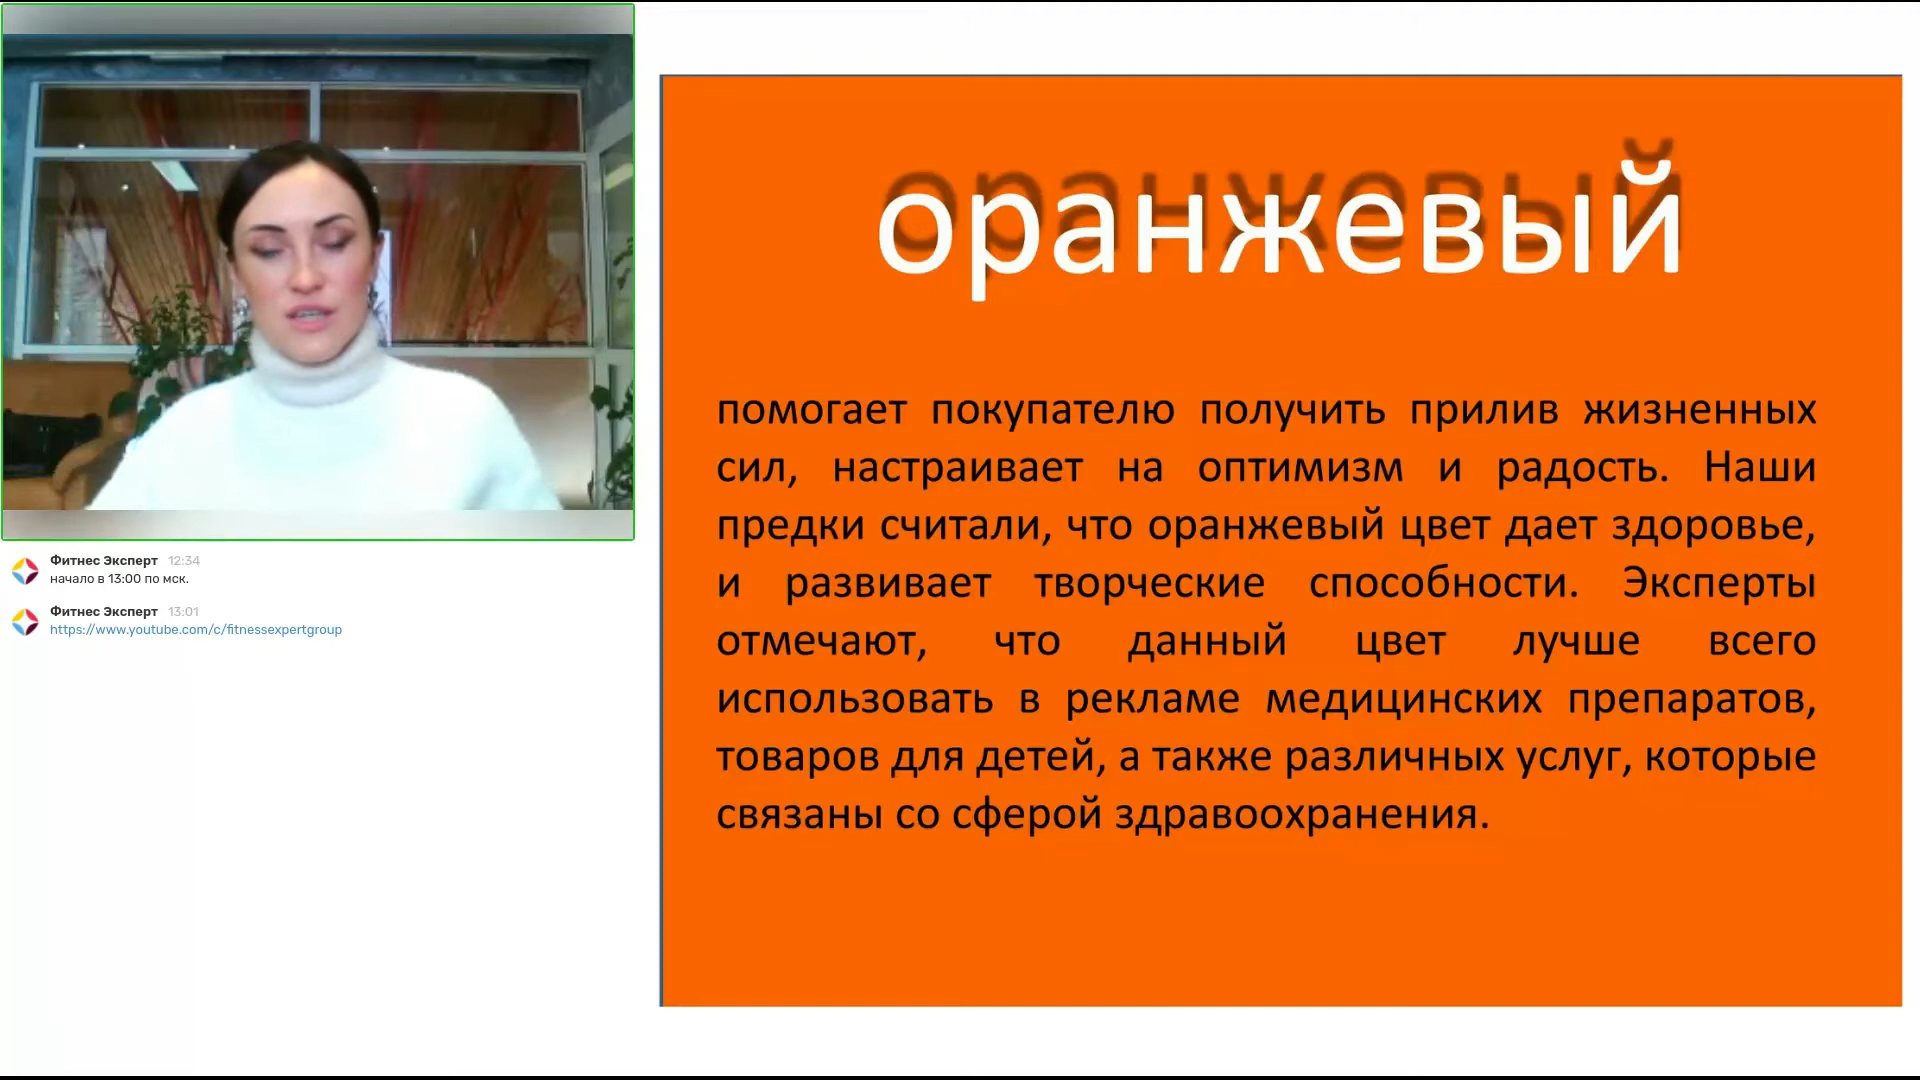 оранжевый
помогает покупателю получить прилив жизненных
сил, настраивает на оптимизм и радость. Наши
предки считали, что оранжевый цвет дает здоровье,
и развивает творческие способности. Эксперты
отмечают, что данный цвет лучше всего
использовать в рекламе медицинских препаратов,
товаров для детей, а также различных услуг, которые
связаны со сферой здравоохранения.
Фитнес Эксперт 12:34
начало в 13:00 по мск.
Фитнес Эксперт 13:01
https://www.youtube.com/c/fitnessexpertgroup